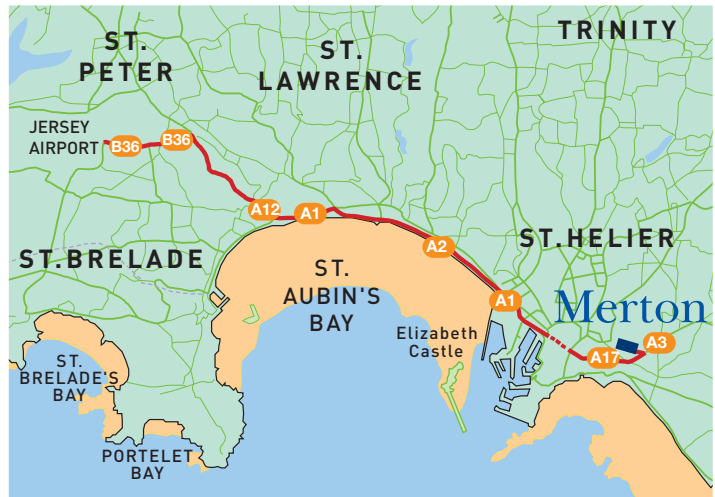 TRINITY
ST.
PETER
ST.
LAWRENCE
JERSEY
AIRPORT
B36
B36
A12
A1
A2
ST.HELIER
ST.BRELADE
ST.
AUBIN'S
BAY
A1
Merton
Elizabeth
Castle
A17
A3
ST.
BRELADE'S
BAY
PORTELET
BAY